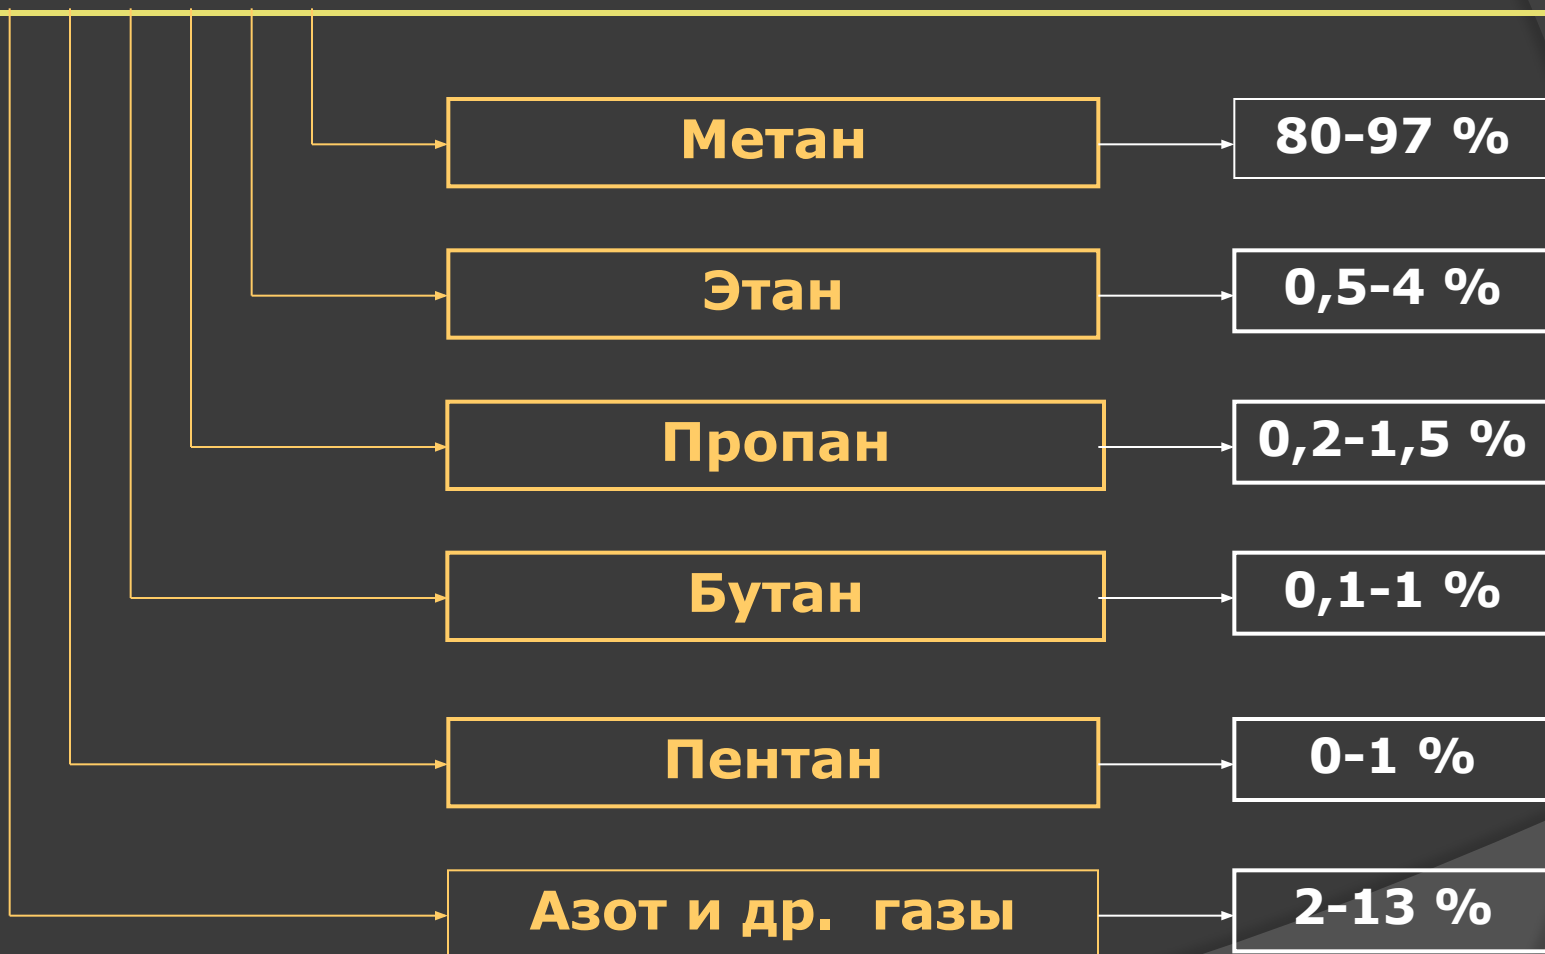 Метан
80-97 %
Этан
0,5-4 %
Пропан
0,2-1,5 %
Бутан
0,1-1 %
Пентан
0-1 %
Азот и др. газы
2-13 %